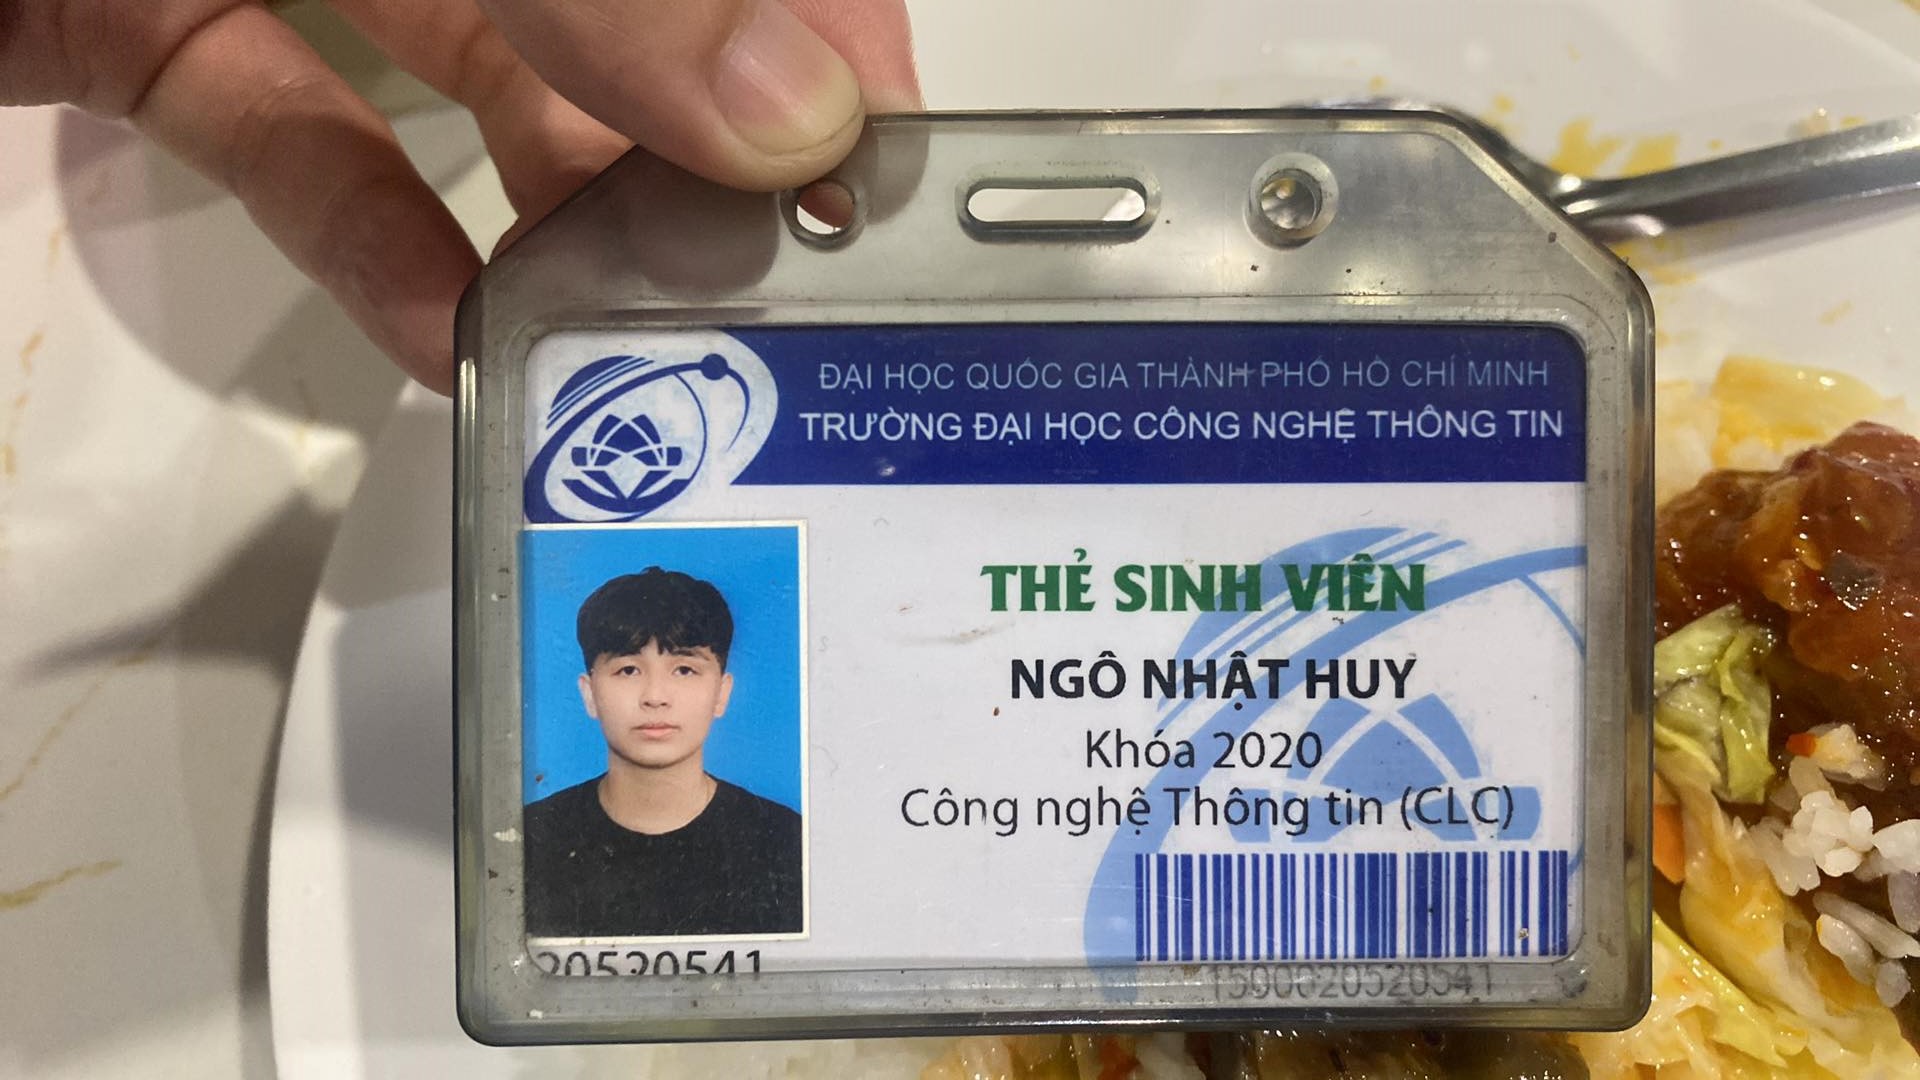 ĐẠI HỌC QUỐC GIA THÀNH PHỐ HỒ CHÍ MINH
TRƯỜNG ĐẠI HỌC CÔNG NGHỆ THÔNG TIN
THẺ SINH VIÊN
NGÔ NHẬT HUY
Khóa 2020
Công nghệ Thông tin (CLC)
1590020520541
20520541